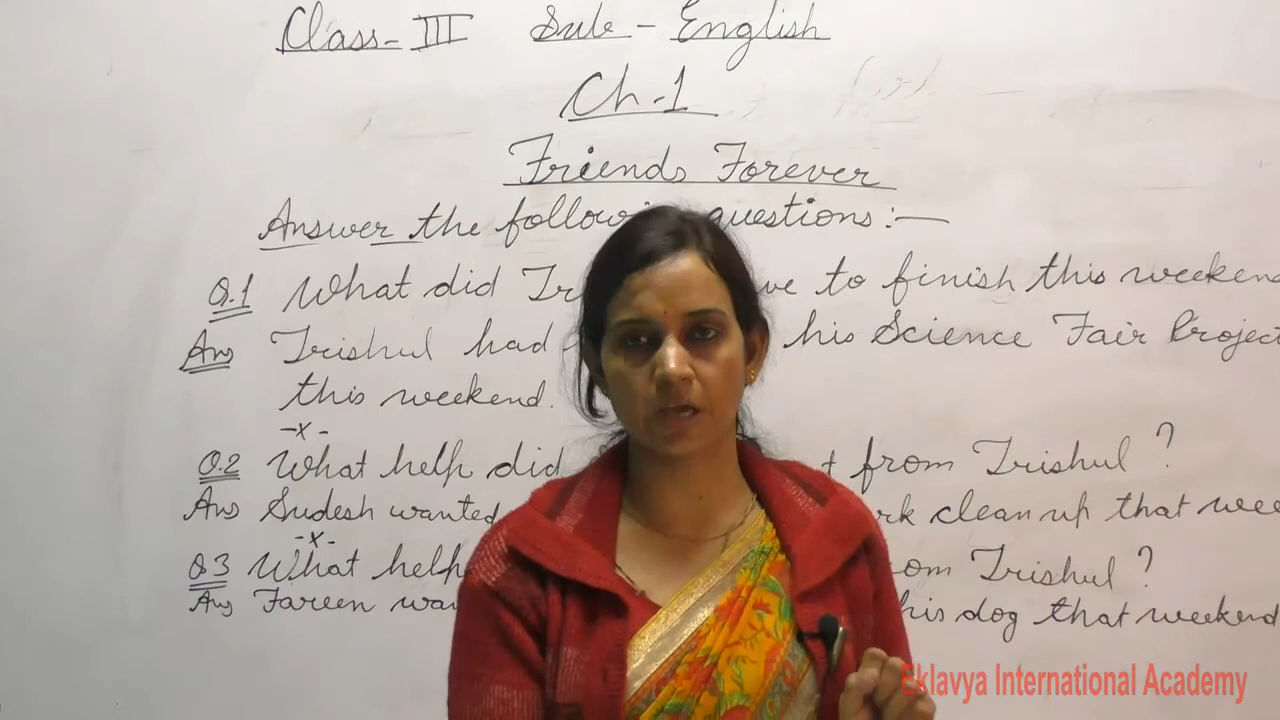 Class-III Sub - English
Ch-1
Friends Forever
Answer the following questions:-
Q.1 What did to finish this weekend
Ans Trishul had his Science Fair Project
this weekend.
-x-
Q.2 What help did from Trishul?
Ans Sudesh wanted clean up that
-x-
Q3 What help from Trishul?
Ans Fareen his dog that weekend
Eklavya International Academy